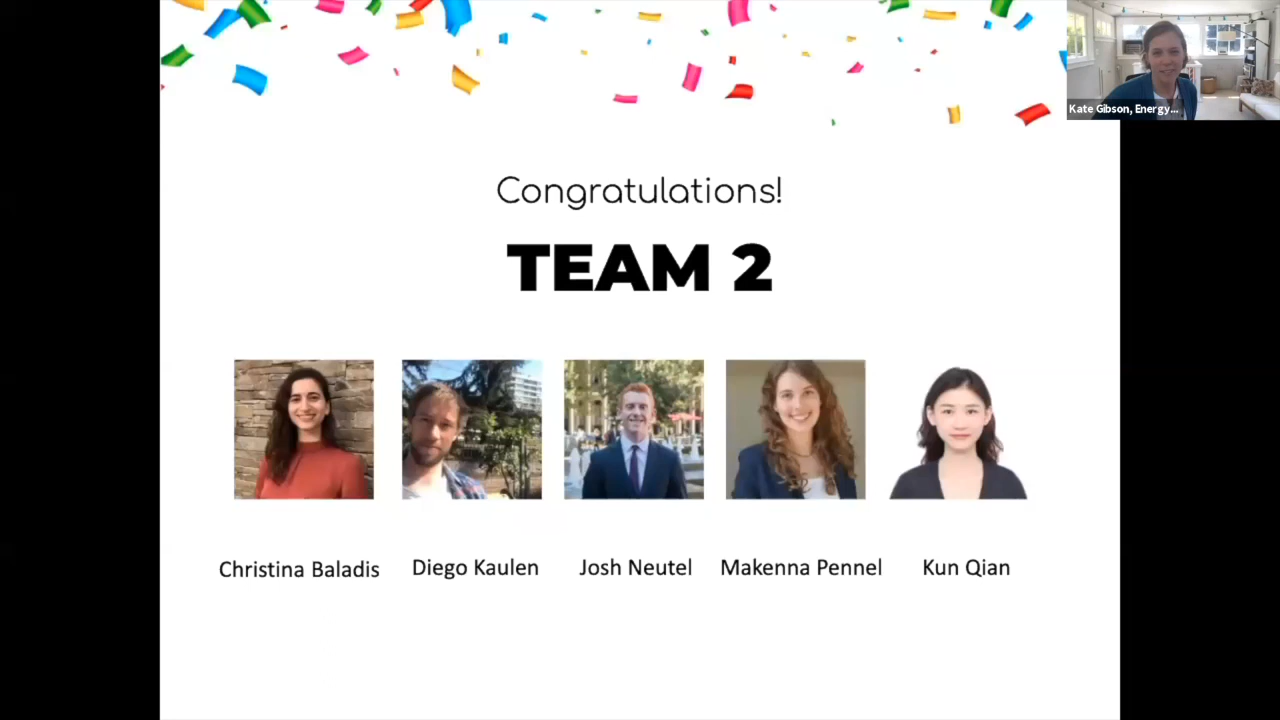 Kate Gibson, Energy...
Congratulations!
TEAM 2
Christina Baladis
Diego Kaulen
Josh Neutel
Makenna Pennel
Kun Qian